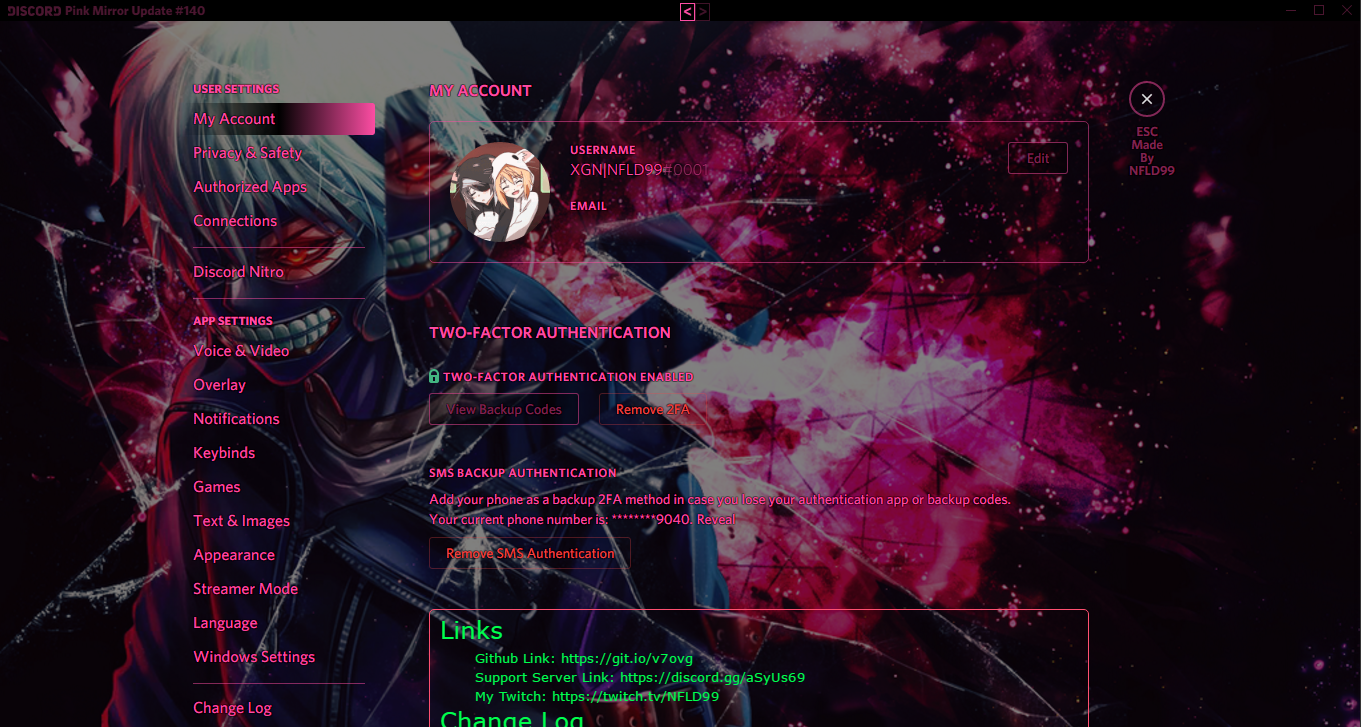 DISCORD Pink Mirror Update #140
< >
USER SETTINGS
My Account
Privacy & Safety
Authorized Apps
Connections
Discord Nitro
APP SETTINGS
Voice & Video
Overlay
Notifications
Keybinds
Games
Text & Images
Appearance
Streamer Mode
Language
Windows Settings
Change Log
MY ACCOUNT
USERNAME
XGN|NFLD99#0001
Edit
EMAIL
TWO-FACTOR AUTHENTICATION
TWO-FACTOR AUTHENTICATION ENABLED
View Backup Codes
Remove 2FA
SMS BACKUP AUTHENTICATION
Add your phone as a backup 2FA method in case you lose your authentication app or backup codes.
Your current phone number is: ********9040. Reveal
Remove SMS Authentication
Links
Github Link: https://git.io/v7ovg
Support Server Link: https://discord.gg/aSyUs69
My Twitch: https://twitch.tv/NFLD99
Change Log
ESC
Made
By
NFLD99